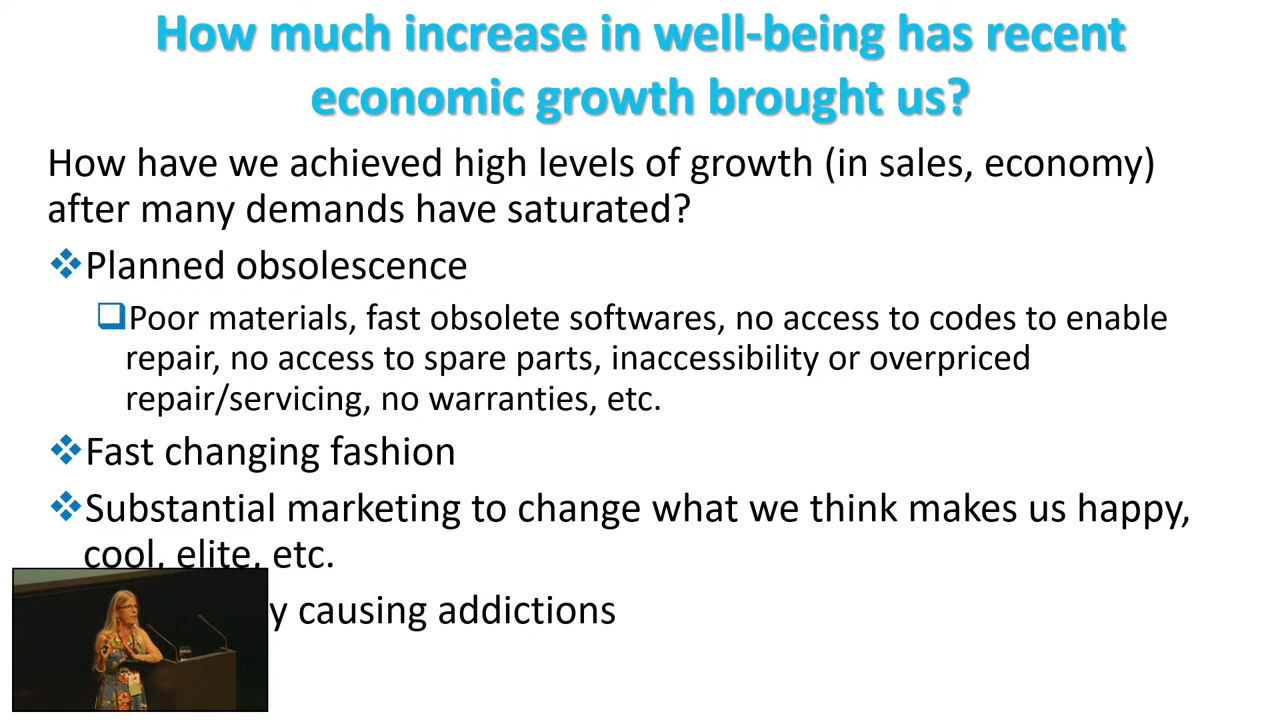 How much increase in well-being has recent
economic growth brought us?
How have we achieved high levels of growth (in sales, economy)
after many demands have saturated?
Planned obsolescence
Poor materials, fast obsolete softwares, no access to codes to enable
repair, no access to spare parts, inaccessibility or overpriced
repair/servicing, no warranties, etc.
Fast changing fashion
Substantial marketing to change what we think makes us happy,
cool, elite, etc.
causing addictions